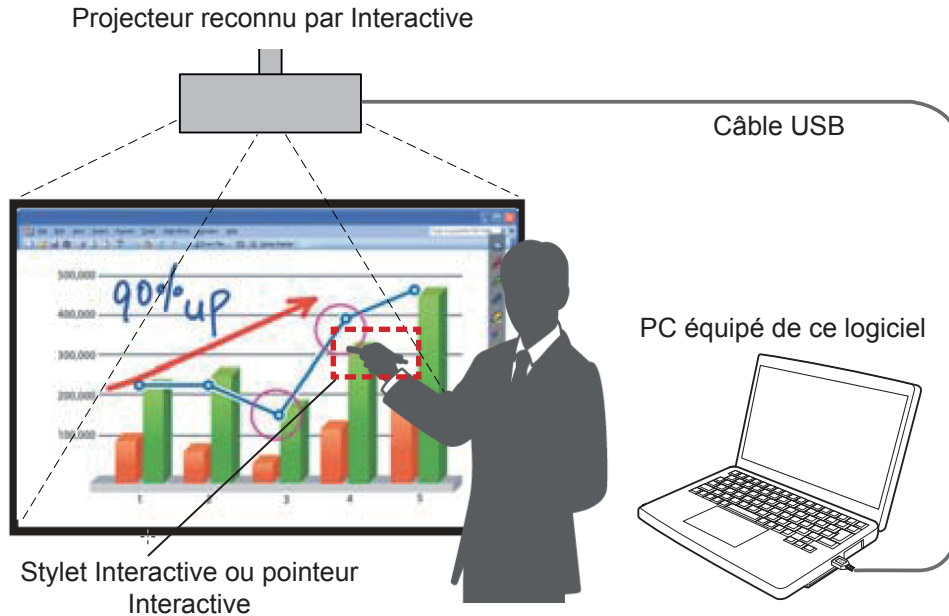 Projecteur reconnu par Interactive
Câble USB
500,000
90% up
400,000
PC équipé de ce logiciel
300,000
200,000
100,000
1 2 3 4 5
Stylet Interactive ou pointeur
Interactive